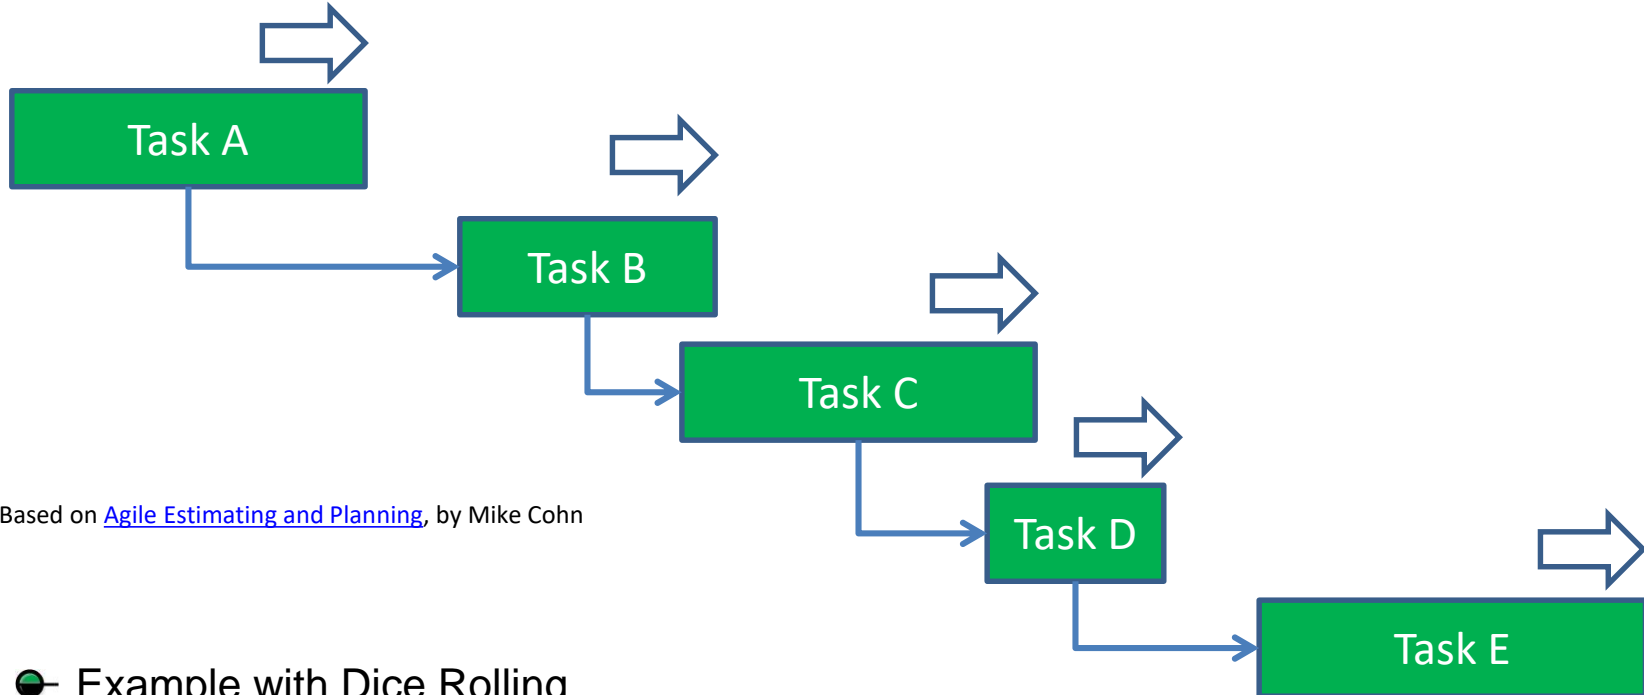 Task A
Task B
Task C
Based on Agile Estimating and Planning, by Mike Cohn
Task D
Task E
Example with Dice Rolling